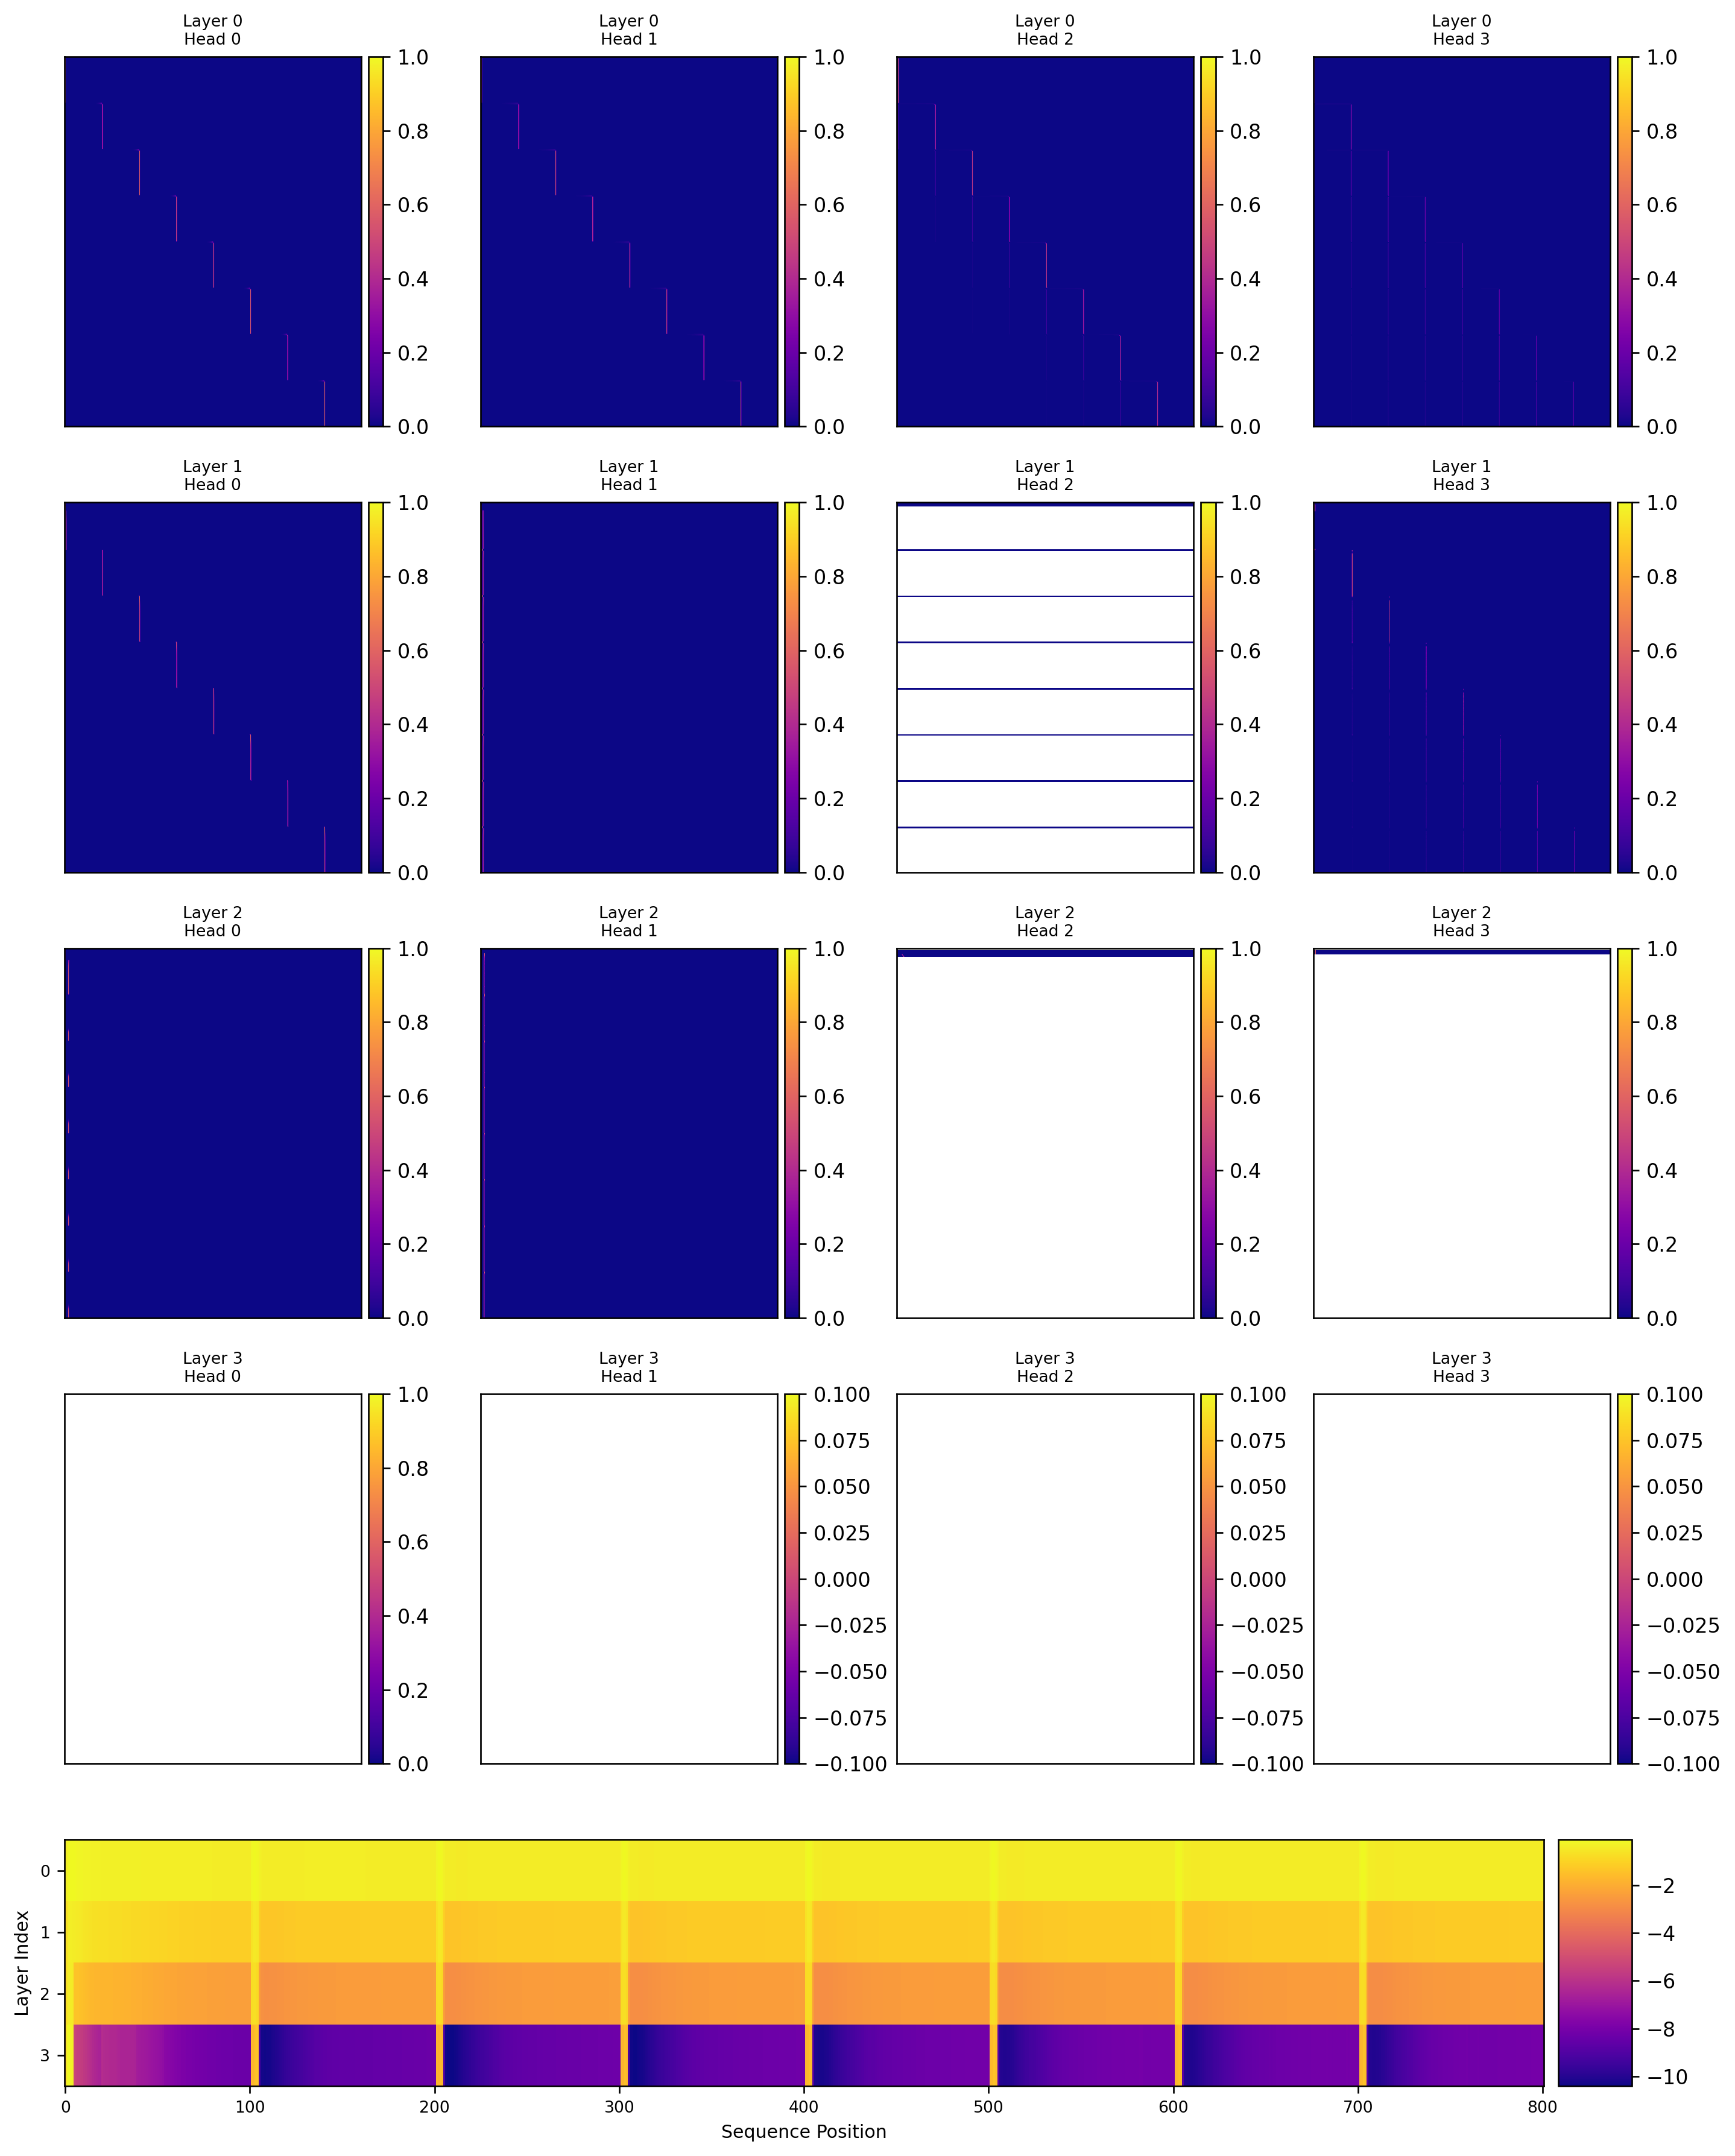 Layer 0 Layer 0 Layer 0 Layer 0
Head 0 Head 1 Head 2 Head 3
1.0 1.0 1.0 1.0
0.8 0.8 0.8 0.8
0.6 0.6 0.6 0.6
0.4 0.4 0.4 0.4
0.2 0.2 0.2 0.2
0.0 0.0 0.0 0.0
Layer 1 Layer 1 Layer 1 Layer 1
Head 0 Head 1 Head 2 Head 3
1.0 1.0 1.0 1.0
0.8 0.8 0.8 0.8
0.6 0.6 0.6 0.6
0.4 0.4 0.4 0.4
0.2 0.2 0.2 0.2
0.0 0.0 0.0 0.0
Layer 2 Layer 2 Layer 2 Layer 2
Head 0 Head 1 Head 2 Head 3
1.0 1.0 1.0 1.0
0.8 0.8 0.8 0.8
0.6 0.6 0.6 0.6
0.4 0.4 0.4 0.4
0.2 0.2 0.2 0.2
0.0 0.0 0.0 0.0
Layer 3 Layer 3 Layer 3 Layer 3
Head 0 Head 1 Head 2 Head 3
1.0 0.100 0.100 0.100
0.075 0.075 0.075
0.8
0.050 0.050 0.050
0.025 0.025 0.025
0.6
0.000 0.000 0.000
0.4
−0.025 −0.025 −0.025
−0.050 −0.050 −0.050
0.2
−0.075 −0.075 −0.075
0.0 −0.100 −0.100 −0.100
Layer Index
0
1
2
3
−2
−4
−6
−8
−10
0 100 200 300 400 500 600 700 800
Sequence Position